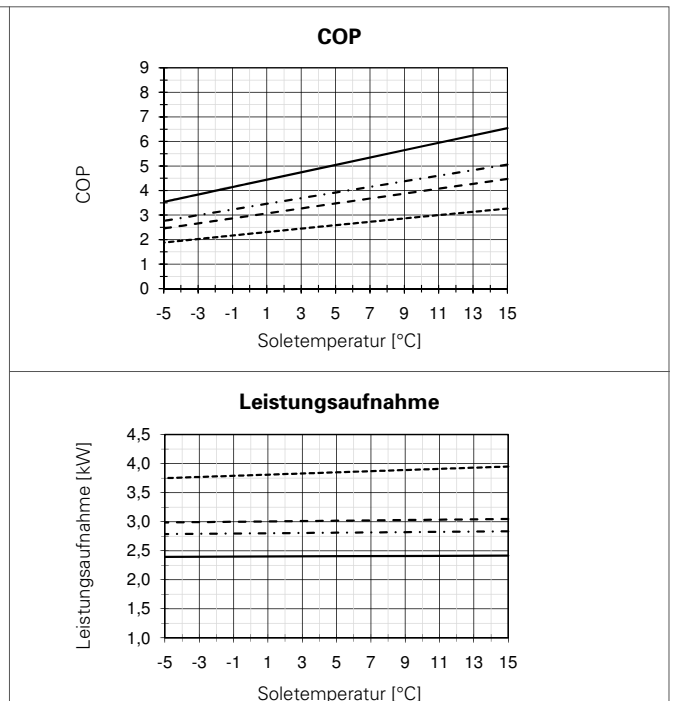 COP
9
8
7
6
5
4
3
2
1
0
COP
-5 -3 -1 1 3 5 7 9 11 13 15
Soletemperatur [°C]
Leistungsaufnahme
4,5
4,0
3,5
3,0
2,5
2,0
1,5
1,0
Leistungsaufnahme [kW]
-5 -3 -1 1 3 5 7 9 11 13 15
Soletemperatur [°C]